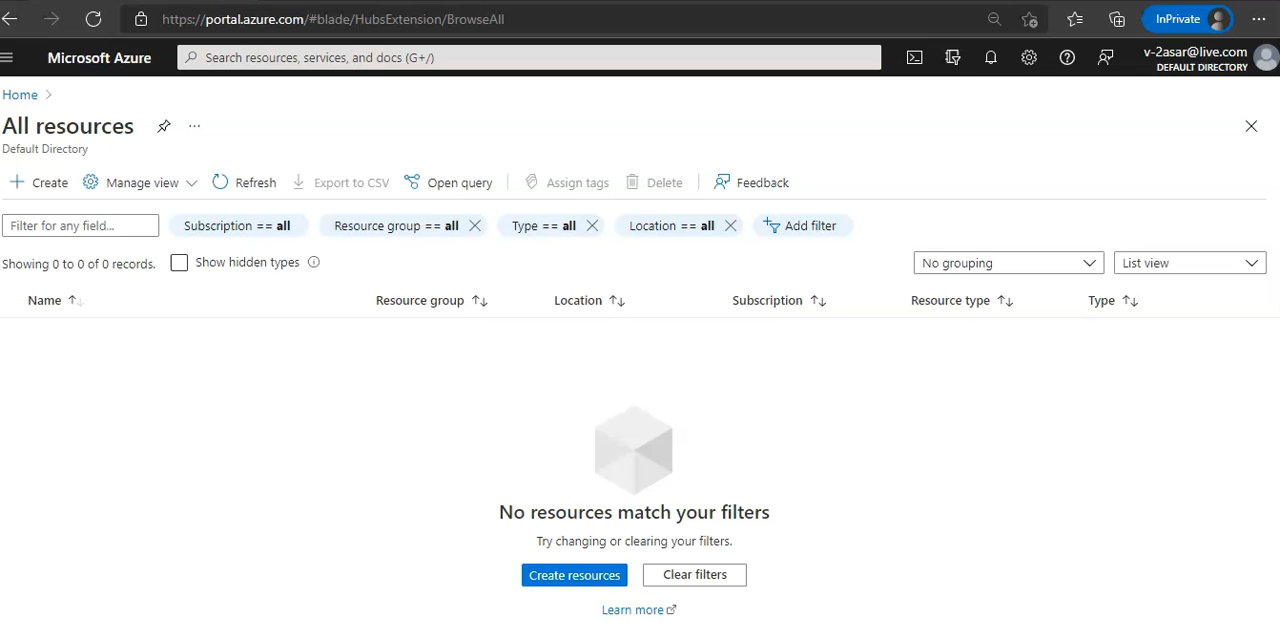 https://portal.azure.com/#blade/HubsExtension/BrowseAll
InPrivate
Microsoft Azure
Search resources, services, and docs (G+/)
v-2asar@live.com
DEFAULT DIRECTORY
Home
All resources
Default Directory
Create
Manage view
Refresh
Export to CSV
Open query
Assign tags
Delete
Feedback
Filter for any field...
Subscription == all
Resource group == all
Type == all
Location == all
Add filter
Showing 0 to 0 of 0 records.
Show hidden types
No grouping
List view
Name
Resource group
Location
Subscription
Resource type
Type
No resources match your filters
Try changing or clearing your filters.
Create resources
Clear filters
Learn more